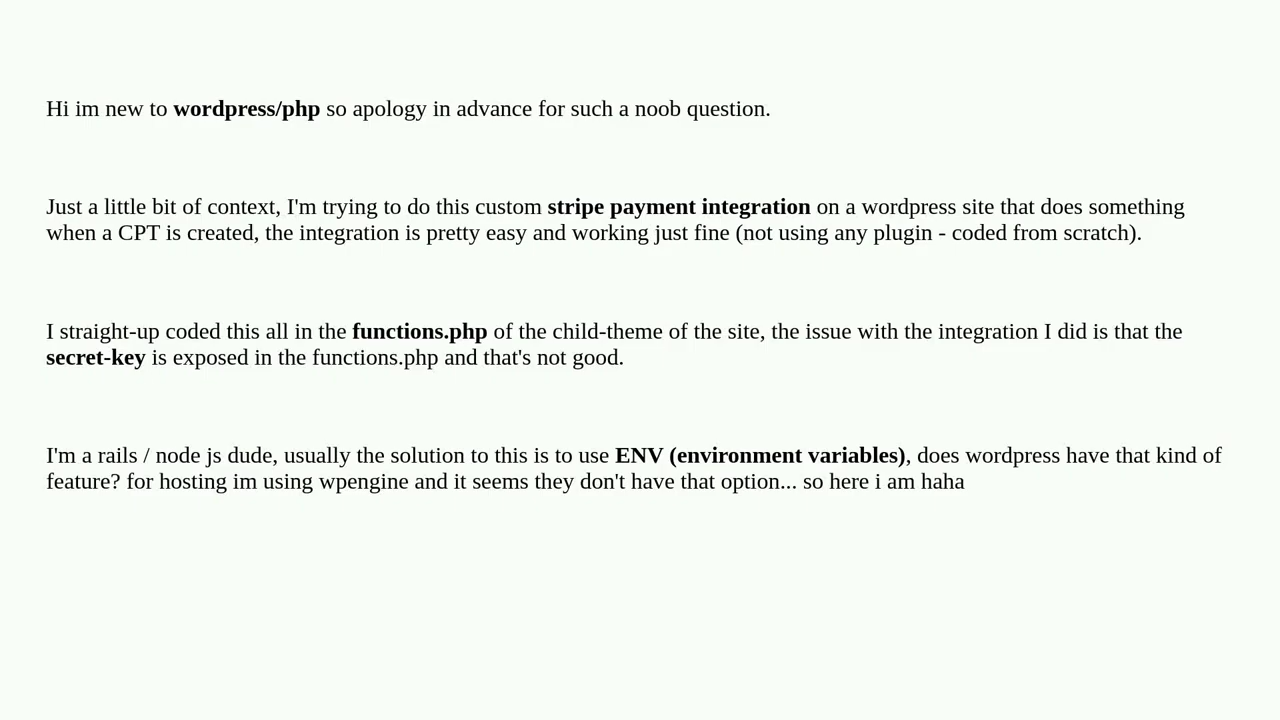 Hi im new to wordpress/php so apology in advance for such a noob question.
Just a little bit of context, I'm trying to do this custom stripe payment integration on a wordpress site that does something
when a CPT is created, the integration is pretty easy and working just fine (not using any plugin - coded from scratch).
I straight-up coded this all in the functions.php of the child-theme of the site, the issue with the integration I did is that the
secret-key is exposed in the functions.php and that's not good.
I'm a rails / node js dude, usually the solution to this is to use ENV (environment variables), does wordpress have that kind of
feature? for hosting im using wpengine and it seems they don't have that option... so here i am haha